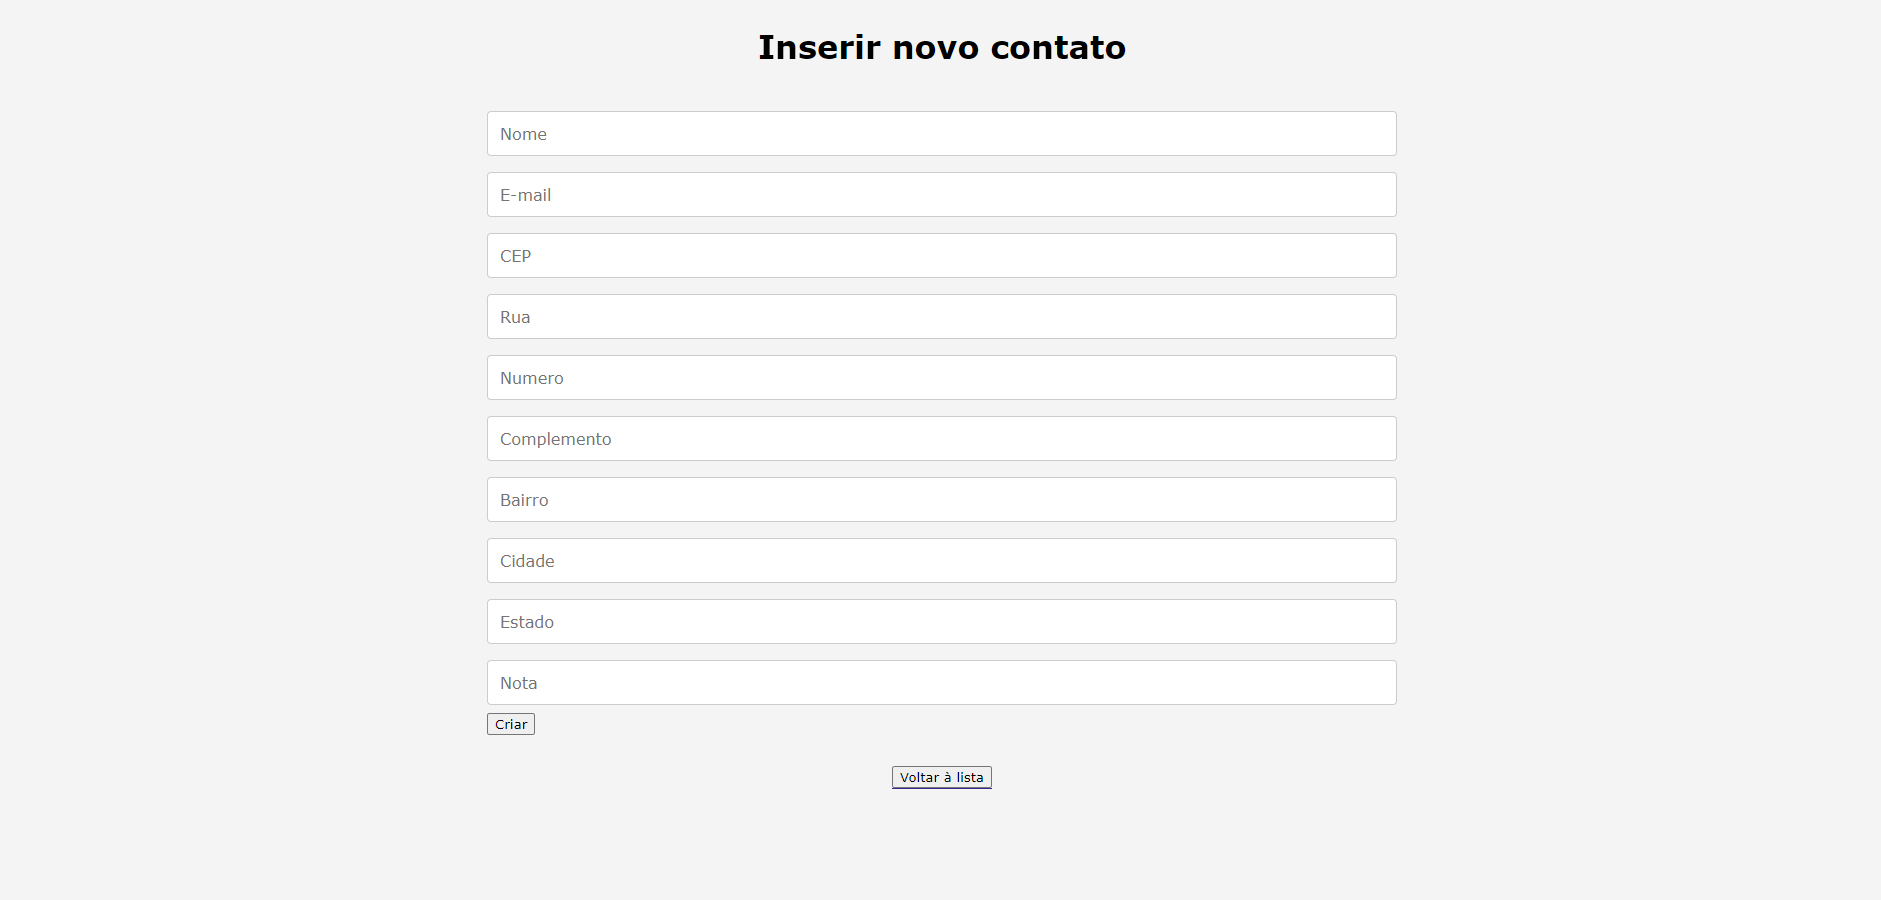 Inserir novo contato
Nome
E-mail
CEP
Rua
Numero
Complemento
Bairro
Cidade
Estado
Nota
Criar
Voltar à lista